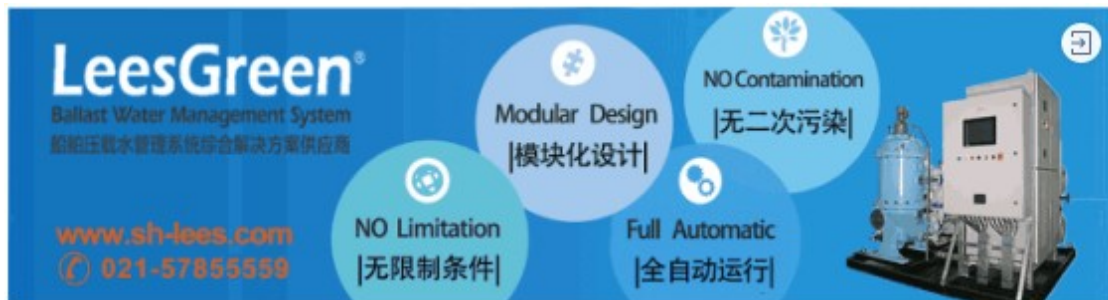 LeesGreen®
Ballast Water Management System
船舶压载水管理系统综合解决方案供应商
www.sh-lees.com
021-57855559
NO Limitation
|无限制条件|
Modular Design
|模块化设计|
Full Automatic
|全自动运行|
NO Contamination
|无二次污染|